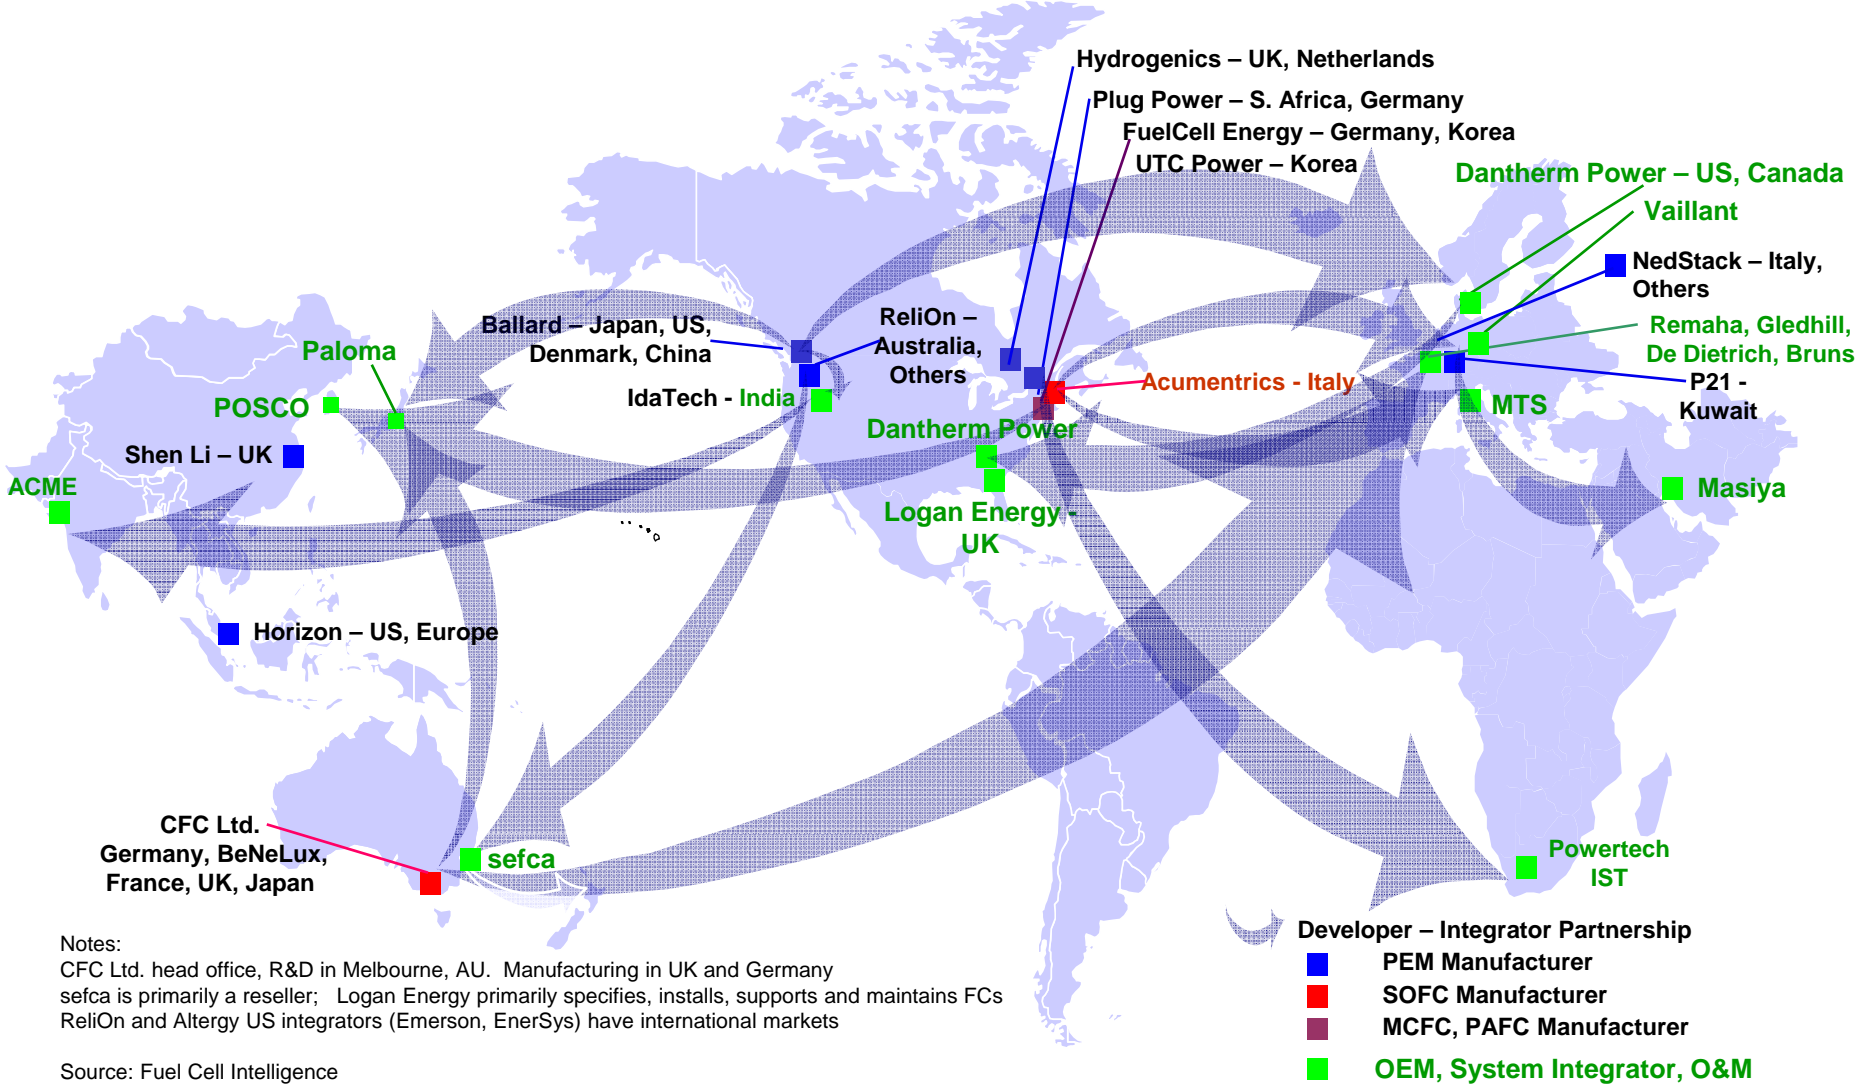 Hydrogenics – UK, Netherlands
Plug Power – S. Africa, Germany
FuelCell Energy – Germany, Korea
UTC Power – Korea
Dantherm Power – US, Canada
Vaillant
NedStack – Italy,
Others
Remaha, Gledhill,
De Dietrich, Bruns
P21 -
Kuwait
MTS
Masiya
Ballard – Japan, US,
Denmark, China
ReliOn –
Australia,
Others
IdaTech - India
Acumentrics - Italy
Dantherm Power
Logan Energy -
UK
Paloma
POSCO
Shen Li – UK
ACME
Horizon – US, Europe
CFC Ltd.
Germany, BeNeLux,
France, UK, Japan
sefca
Powertech
IST
Notes:
CFC Ltd. head office, R&D in Melbourne, AU. Manufacturing in UK and Germany
sefca is primarily a reseller; Logan Energy primarily specifies, installs, supports and maintains FCs
ReliOn and Altergy US integrators (Emerson, EnerSys) have international markets
Source: Fuel Cell Intelligence
Developer – Integrator Partnership
PEM Manufacturer
SOFC Manufacturer
MCFC, PAFC Manufacturer
OEM, System Integrator, O&M